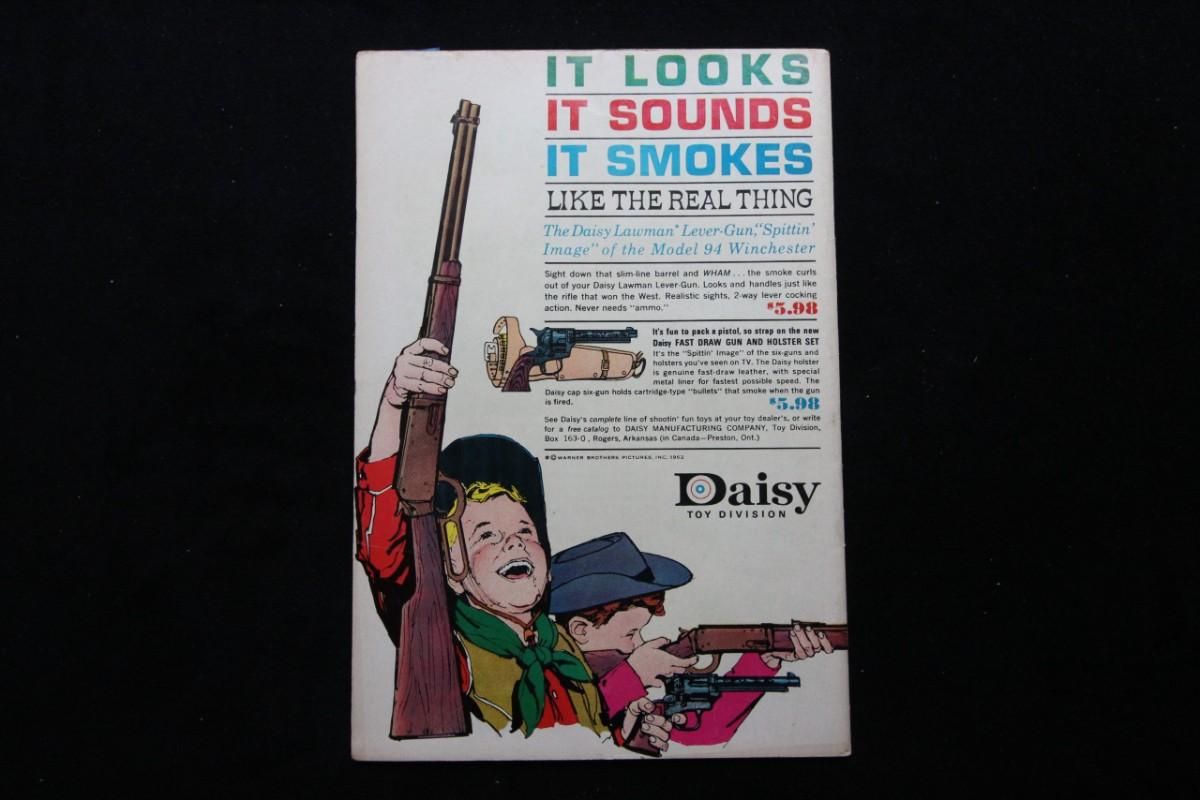 IT LOOKS
IT SOUNDS
IT SMOKES
LIKE THE REAL THING
The Daisy Lawman* Lever-Gun, "Spittin'
Image" of the Model 94 Winchester
Sight down that slim-line barrel and WHAM... the smoke curls
out of your Daisy Lawman Lever-Gun. Looks and handles just like
the rifle that won the West. Realistic sights, 2-way lever cocking
action. Never needs "ammo." $5.98
It's fun to pack a pistol, so strap on the new
Daisy FAST DRAW GUN AND HOLSTER SET
It's the "Spittin' Image" of the six-guns and
holsters you've seen on TV. The Daisy holster
is genuine fast-draw leather, with special
metal liner for fastest possible speed. The
Daisy cap six-gun holds cartridge-type "bullets" that smoke when the gun
is fired. $5.98
See Daisy's complete line of shootin' fun toys at your toy dealer's, or write
for a free catalog to DAISY MANUFACTURING COMPANY, Toy Division,
Box 163-O, Rogers, Arkansas (in Canada—Preston, Ont.)
*© WARNER BROTHERS PICTURES, INC. 1962
Daisy
TOY DIVISION